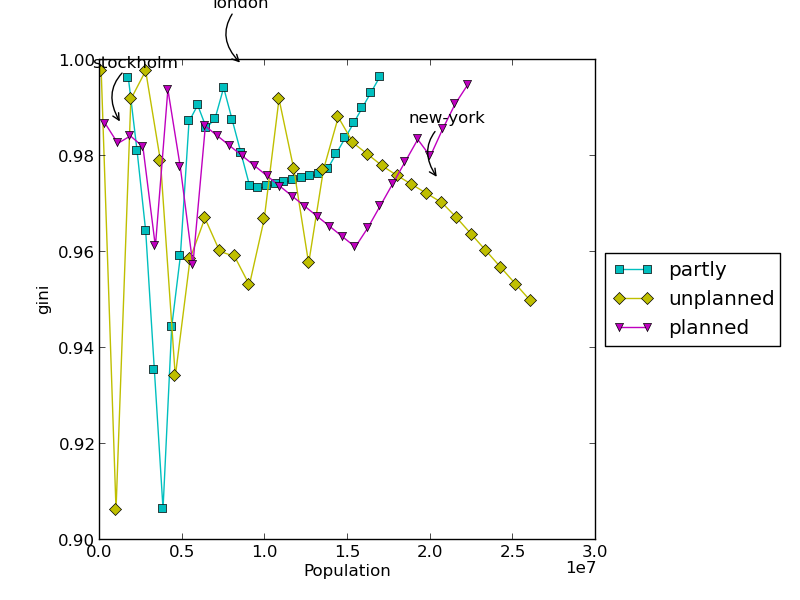 london
stockholm
new-york
1.00
0.98
0.96
0.94
0.92
0.90
gini
0.0 0.5 1.0 1.5 2.0 2.5 3.0
1e7
Population
partly
unplanned
planned